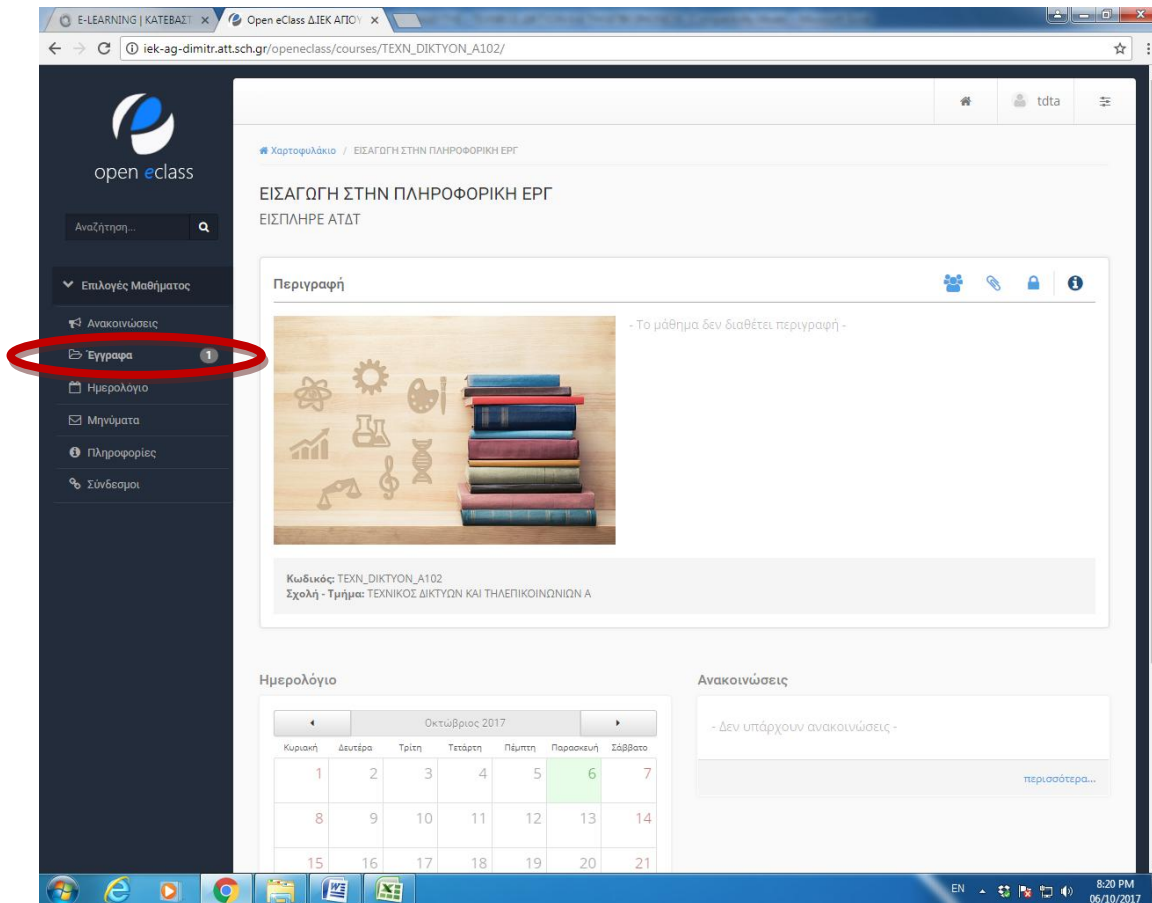 E-LEARNING | ΚΑΤΕΒΑΣΤ
Open eClass Δ.ΙΕΚ ΑΓΙΟΥ
iek-ag-dimitr.att.sch.gr/openeclass/courses/TEXN_DIKTYON_A102/
tdta
open eclass
Χαρτοφυλάκιο / ΕΙΣΑΓΩΓΗ ΣΤΗΝ ΠΛΗΡΟΦΟΡΙΚΗ ΕΡΓ
ΕΙΣΑΓΩΓΗ ΣΤΗΝ ΠΛΗΡΟΦΟΡΙΚΗ ΕΡΓ
ΕΙΣΠΛΗΡΕ ΑΤΔΤ
Αναζήτηση...
Επιλογές Μαθήματος
Ανακοινώσεις
Έγγραφα 1
Ημερολόγιο
Μηνύματα
Πληροφορίες
Σύνδεσμοι
Περιγραφή
- Το μάθημα δεν διαθέτει περιγραφή -
Κωδικός: TEXN_DIKTYON_A102
Σχολή - Τμήμα: ΤΕΧΝΙΚΟΣ ΔΙΚΤΥΩΝ ΚΑΙ ΤΗΛΕΠΙΚΟΙΝΩΝΙΩΝ Α
Ημερολόγιο
Οκτώβριος 2017
Κυριακή Δευτέρα Τρίτη Τετάρτη Πέμπτη Παρασκευή Σάββατο
1 2 3 4 5 6 7
8 9 10 11 12 13 14
15 16 17 18 19 20 21
Ανακοινώσεις
- Δεν υπάρχουν ανακοινώσεις -
περισσότερα...
EN
8:20 PM
06/10/2017